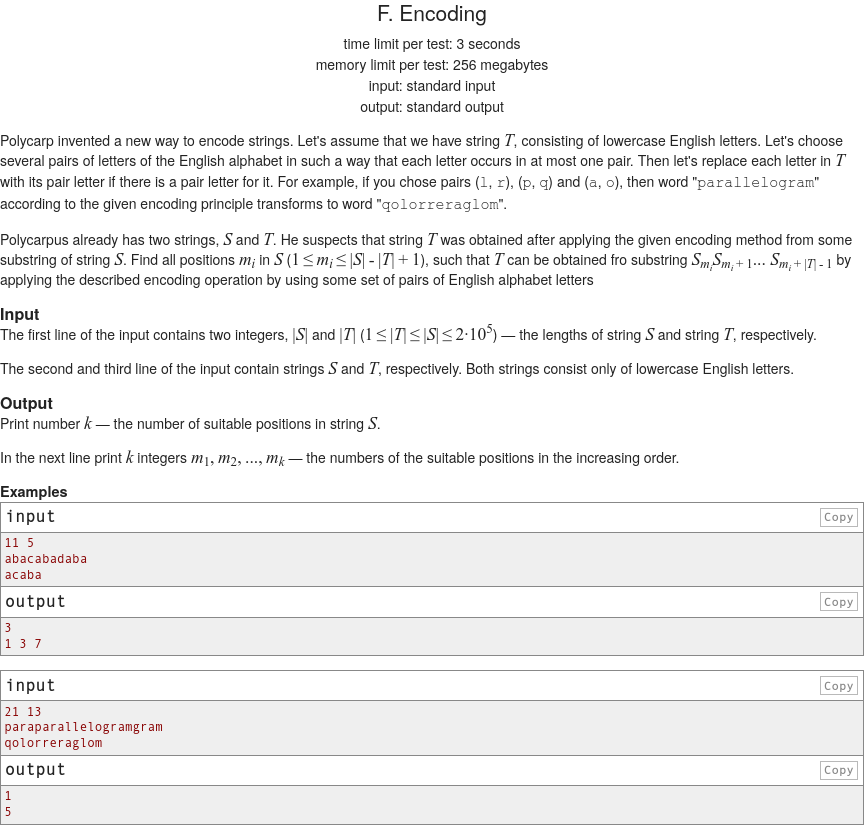 F. Encoding
time limit per test: 3 seconds
memory limit per test: 256 megabytes
input: standard input
output: standard output
Polycarp invented a new way to encode strings. Let's assume that we have string T, consisting of lowercase English letters. Let's choose
several pairs of letters of the English alphabet in such a way that each letter occurs in at most one pair. Then let's replace each letter in T
with its pair letter if there is a pair letter for it. For example, if you chose pairs (l, r), (p, q) and (a, o), then word "parallelogram"
according to the given encoding principle transforms to word "qolorreraglom".
Polycarpus already has two strings, S and T. He suspects that string T was obtained after applying the given encoding method from some
substring of string S. Find all positions m_i in S (1 ≤ m_i ≤ |S| - |T| + 1), such that T can be obtained fro substring S_{m_i}S_{m_i + 1}... S_{m_i + |T| - 1} by
applying the described encoding operation by using some set of pairs of English alphabet letters
Input
The first line of the input contains two integers, |S| and |T| (1 ≤ |T| ≤ |S| ≤ 2·10^5) — the lengths of string S and string T, respectively.
The second and third line of the input contain strings S and T, respectively. Both strings consist only of lowercase English letters.
Output
Print number k — the number of suitable positions in string S.
In the next line print k integers m_1, m_2, ..., m_k — the numbers of the suitable positions in the increasing order.
Examples
input Copy
11 5
abacabadaba
acaba
output Copy
3
1 3 7
input Copy
21 13
paraparallelogramgram
qolorreraglom
output Copy
1
5